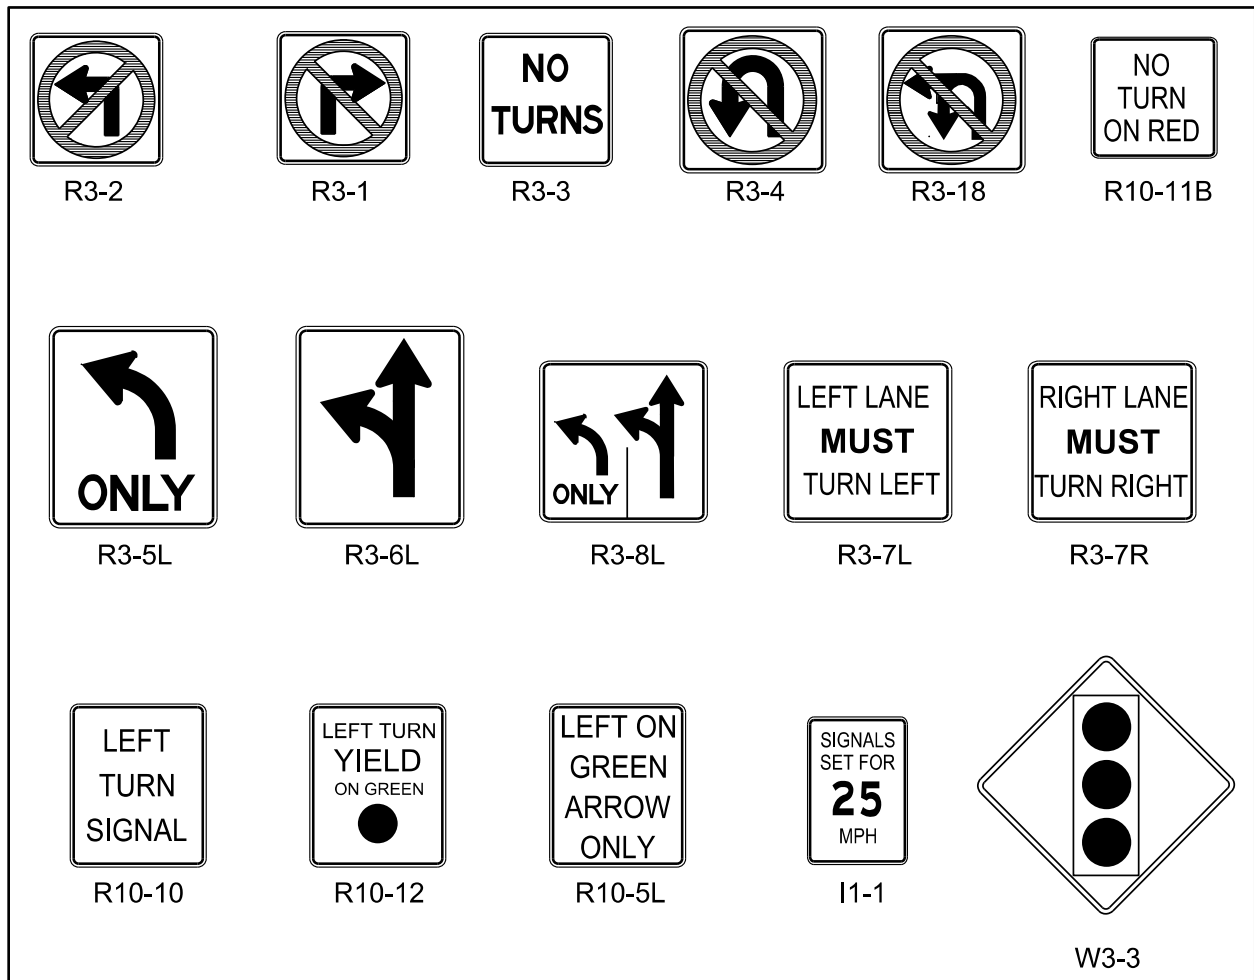 NO
TURNS
NO
TURN
ON RED
R3-2
R3-1
R3-3
R3-4
R3-18
R10-11B
ONLY
ONLY
LEFT LANE
MUST
TURN LEFT
RIGHT LANE
MUST
TURN RIGHT
R3-5L
R3-6L
R3-8L
R3-7L
R3-7R
LEFT
TURN
SIGNAL
LEFT TURN
YIELD
ON GREEN
LEFT ON
GREEN
ARROW
ONLY
SIGNALS
SET FOR
25
MPH
R10-10
R10-12
R10-5L
I1-1
W3-3